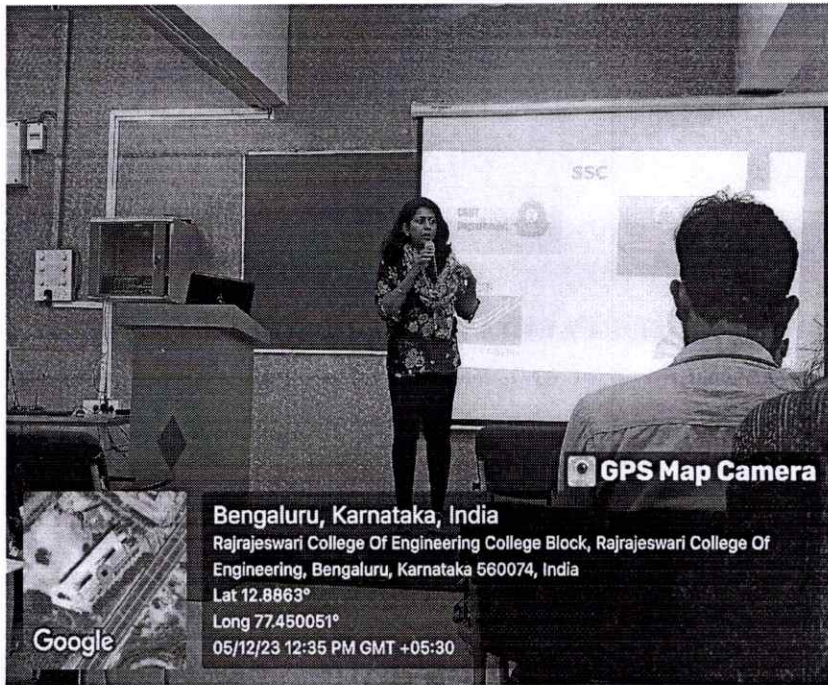 SSC
GPS Map Camera
Bengaluru, Karnataka, India
Rajrajeswari College Of Engineering College Block, Rajrajeswari College Of
Engineering, Bengaluru, Karnataka 560074, India
Lat 12.8863°
Long 77.450051°
05/12/23 12:35 PM GMT +05:30
Google